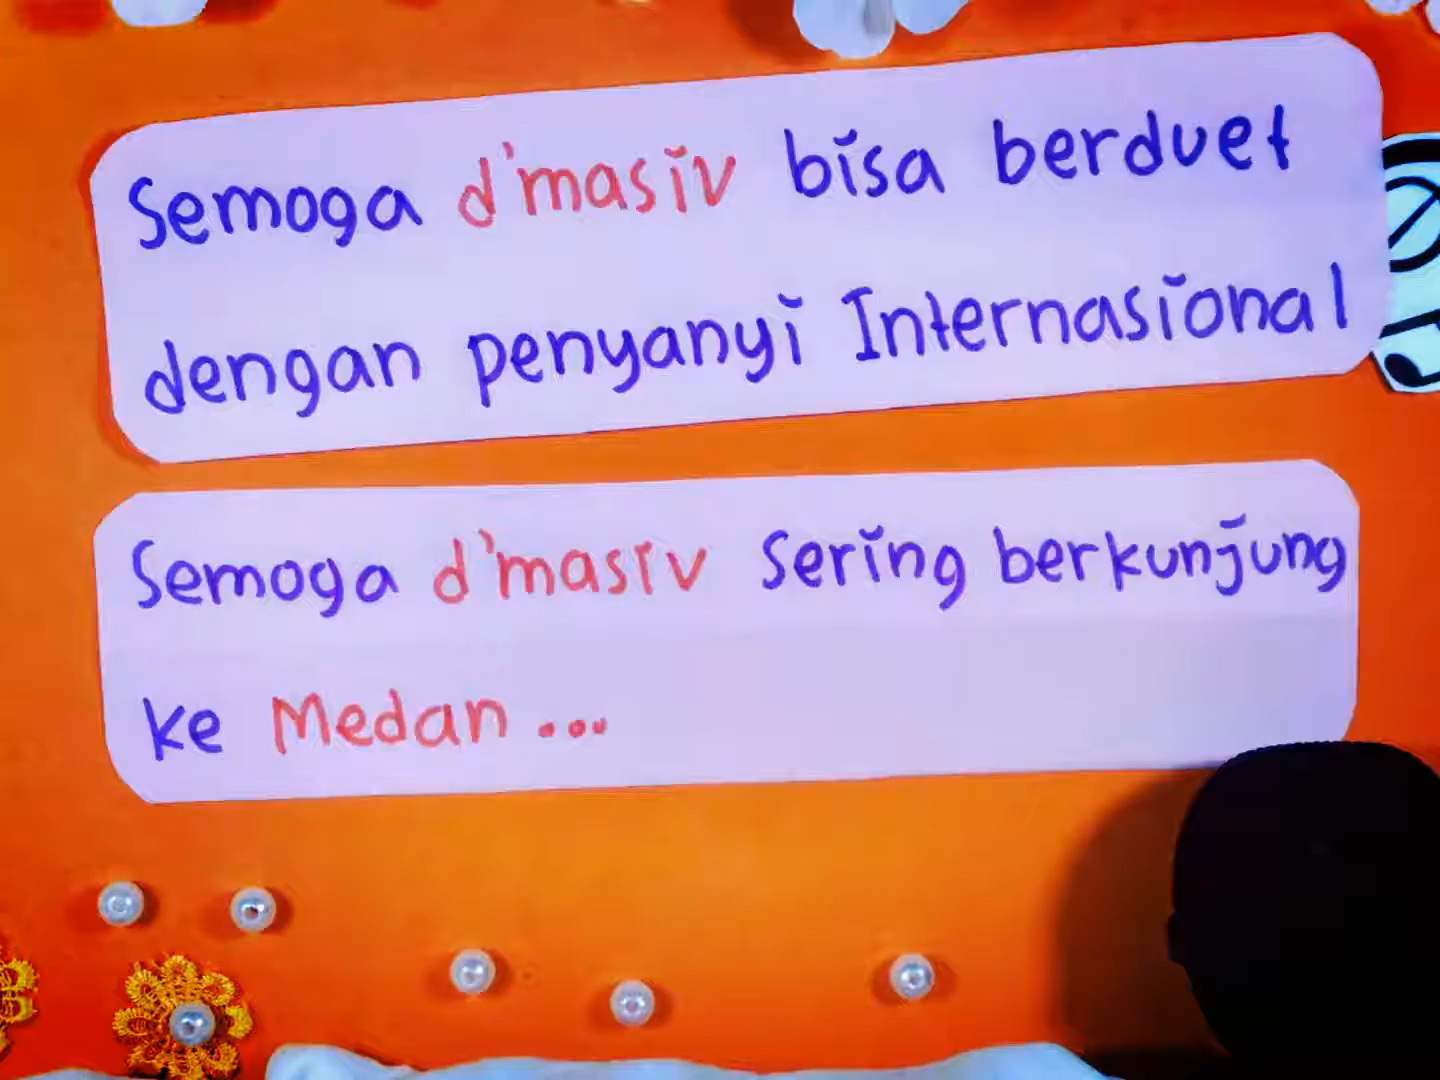 Semoga d'masiv bisa berduet
dengan penyanyi Internasional
Semoga d'masiv sering berkunjung
ke Medan...